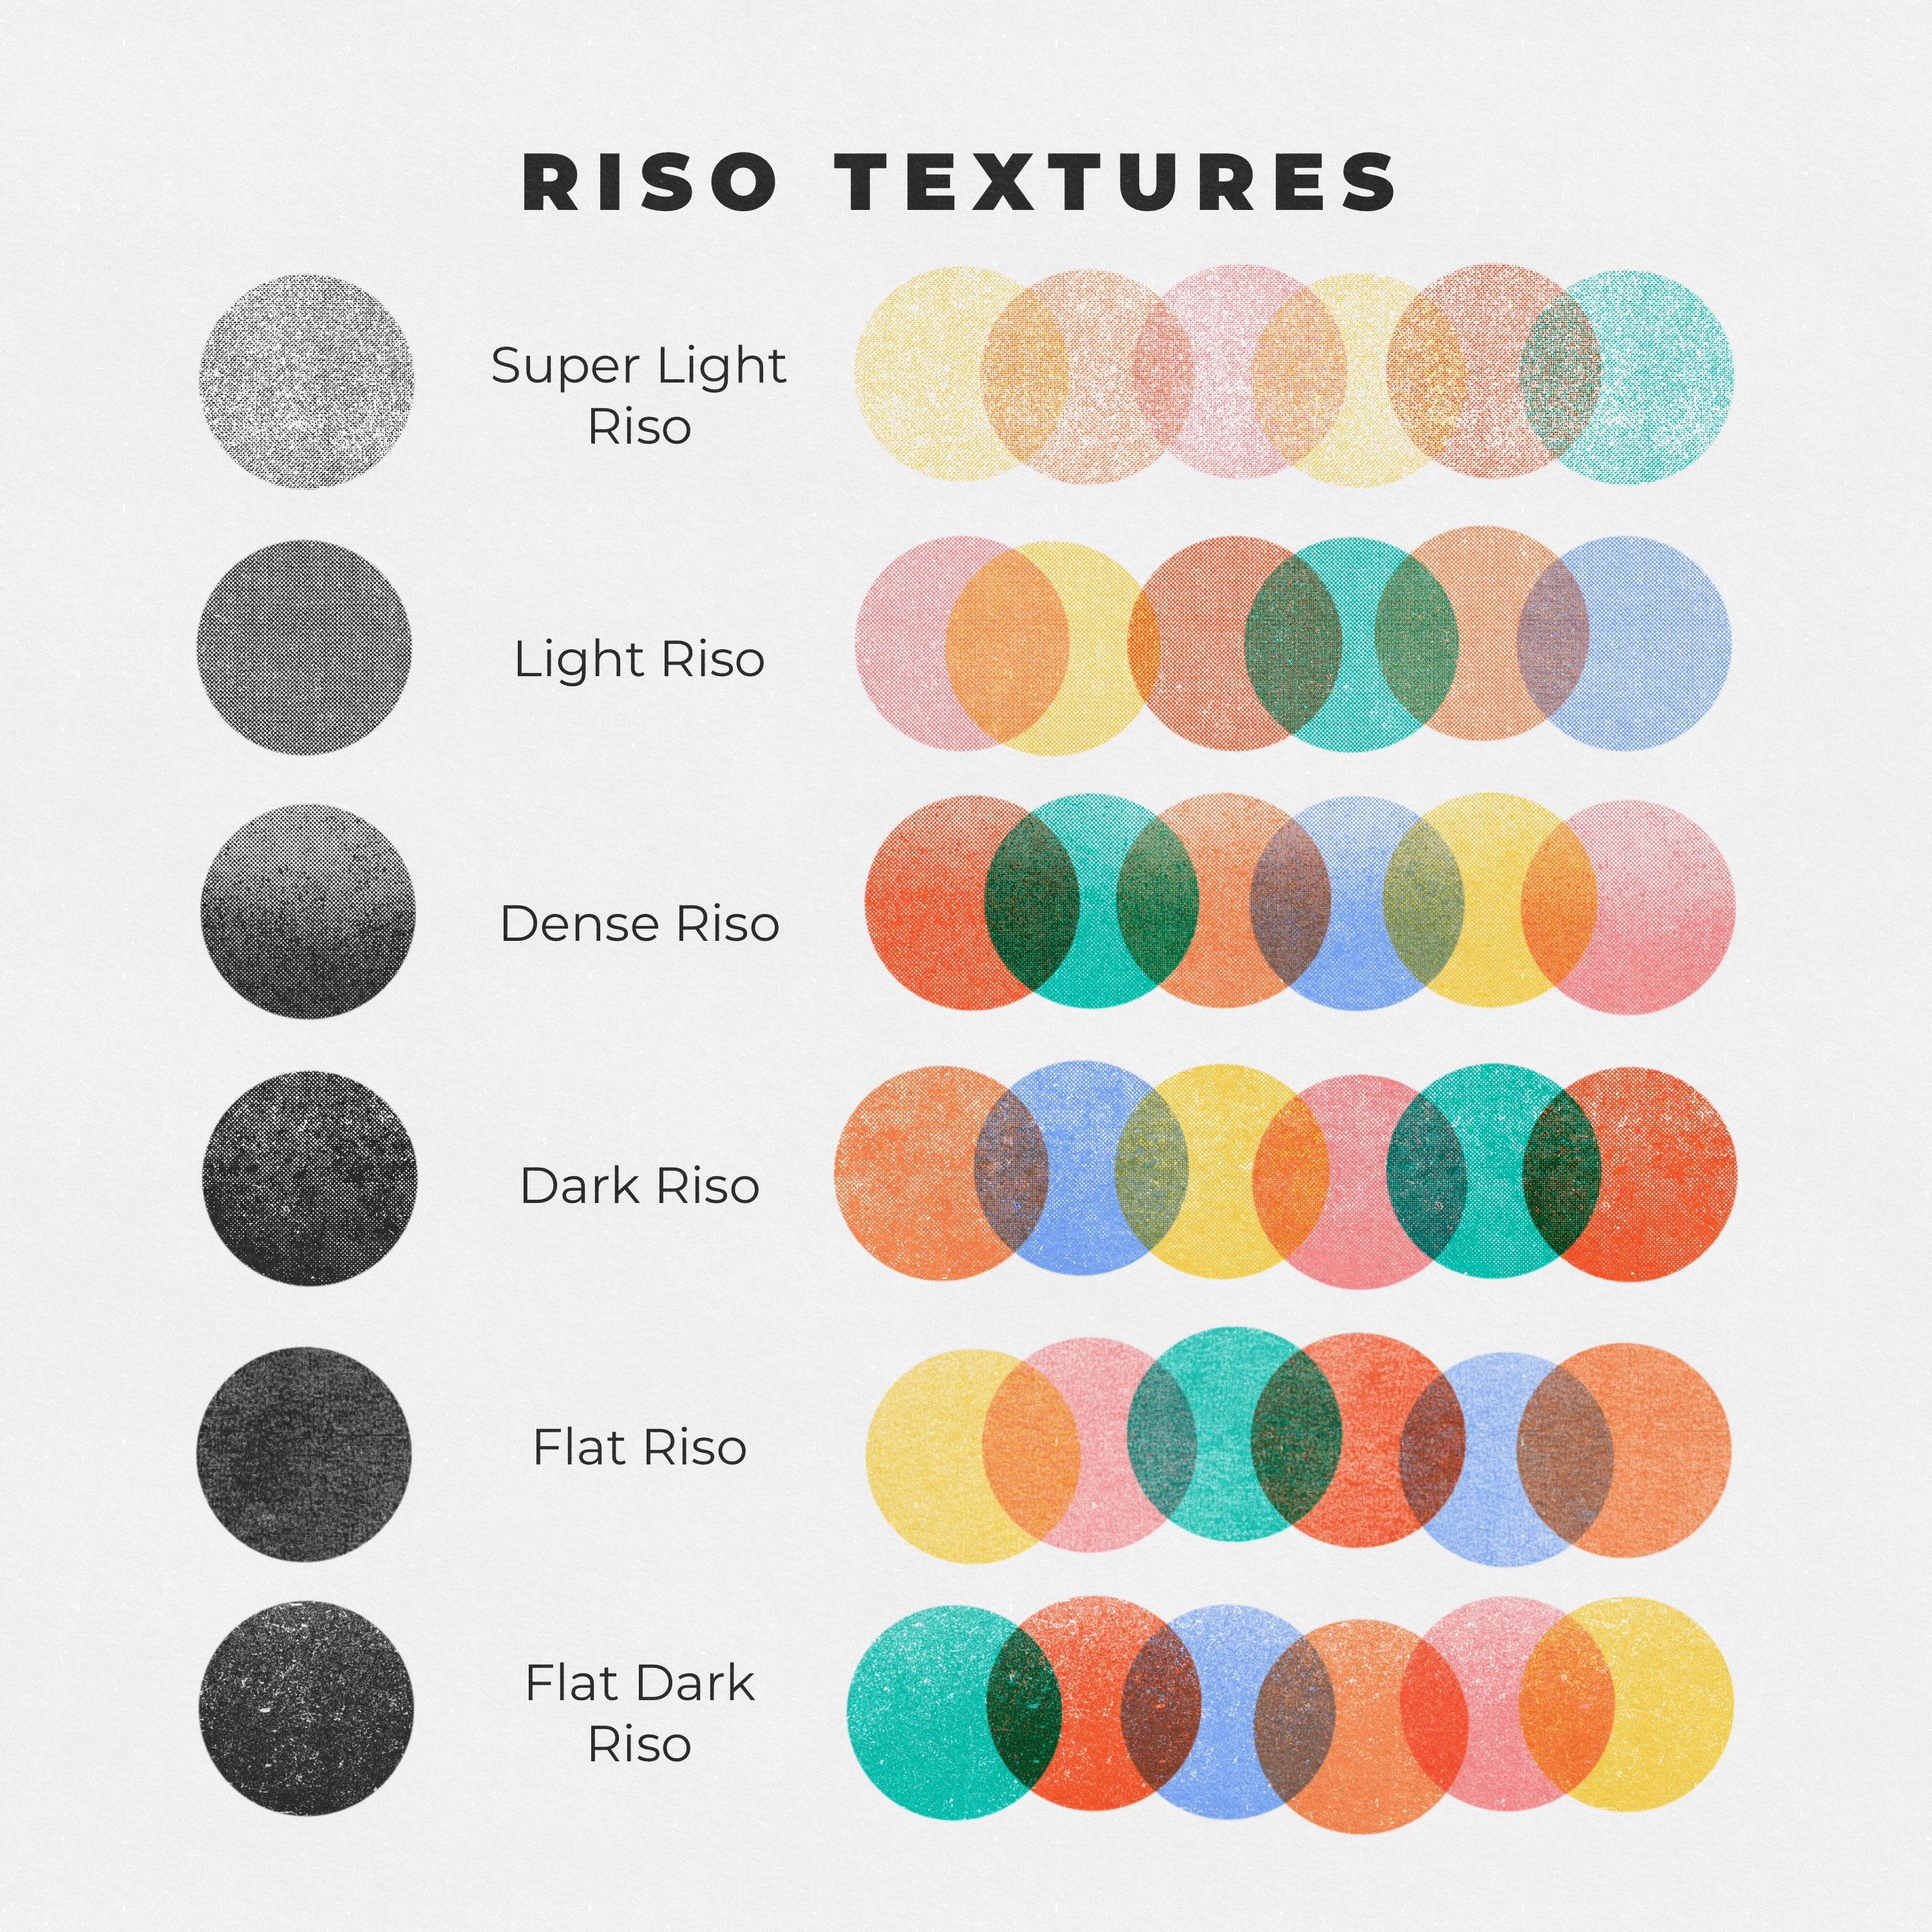 RISO TEXTURES
Super Light
Riso
Light Riso
Dense Riso
Dark Riso
Flat Riso
Flat Dark
Riso